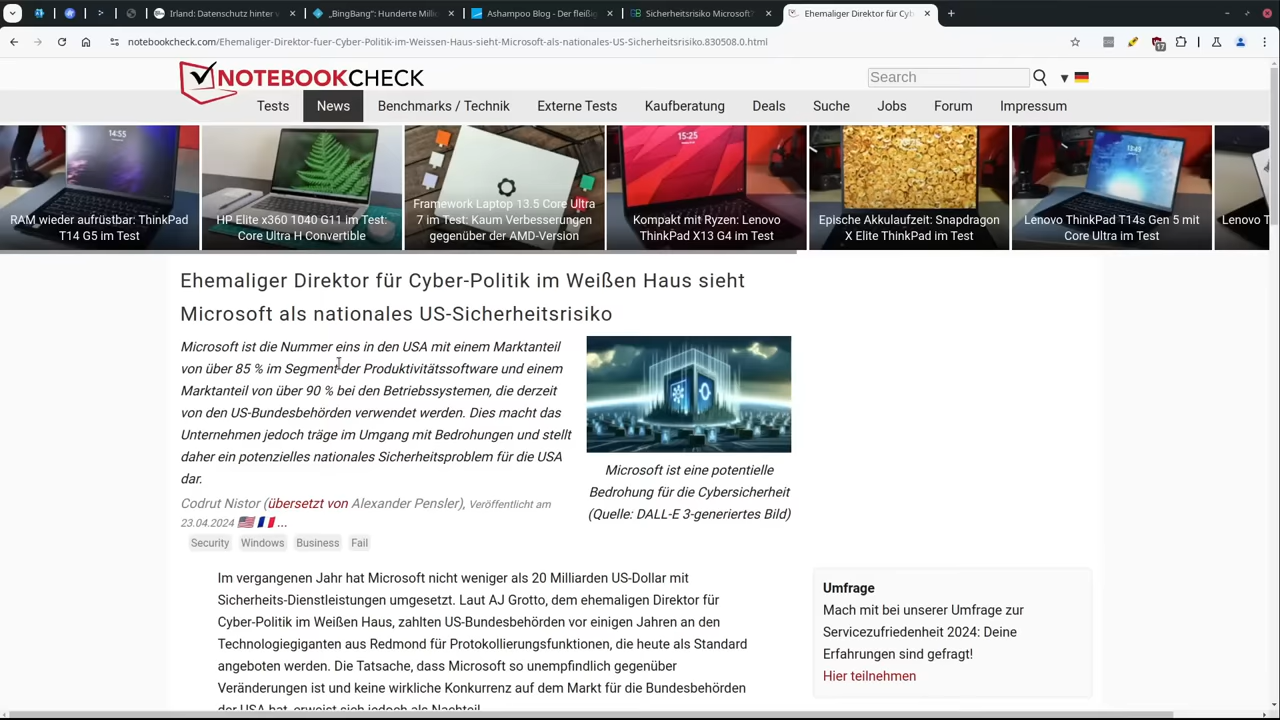 Irland: Datenschutz hinter v
„BingBang“: Hunderte Milli
Ashampoo Blog - Der fleißig
Sicherheitsrisiko Microsoft?
Ehemaliger Direktor für Cyb
notebookcheck.com/Ehemaliger-Direktor-fuer-Cyber-Politik-im-Weissen-Haus-sieht-Microsoft-als-nationales-US-Sicherheitsrisiko.830508.0.html
17
NOTEBOOKCHECK
Search
Tests News Benchmarks / Technik Externe Tests Kaufberatung Deals Suche Jobs Forum Impressum
14:55
RAM wieder aufrüstbar: ThinkPad
T14 G5 im Test
HP Elite x360 1040 G11 im Test:
Core Ultra H Convertible
Framework Laptop 13.5 Core Ultra
7 im Test: Kaum Verbesserungen
gegenüber der AMD-Version
15:25
Kompakt mit Ryzen: Lenovo
ThinkPad X13 G4 im Test
Epische Akkulaufzeit: Snapdragon
X Elite ThinkPad im Test
Lenovo ThinkPad T14s Gen 5 mit
Core Ultra im Test
Lenovo T
Ehemaliger Direktor für Cyber-Politik im Weißen Haus sieht
Microsoft als nationales US-Sicherheitsrisiko
Microsoft ist die Nummer eins in den USA mit einem Marktanteil
von über 85 % im Segment der Produktivitätssoftware und einem
Marktanteil von über 90 % bei den Betriebssystemen, die derzeit
von den US-Bundesbehörden verwendet werden. Dies macht das
Unternehmen jedoch träge im Umgang mit Bedrohungen und stellt
daher ein potenzielles nationales Sicherheitsproblem für die USA
dar.
Codrut Nistor (übersetzt von Alexander Pensler), Veröffentlicht am
23.04.2024 ...
Security Windows Business Fail
Microsoft ist eine potentielle
Bedrohung für die Cybersicherheit
(Quelle: DALL-E 3-generiertes Bild)
Im vergangenen Jahr hat Microsoft nicht weniger als 20 Milliarden US-Dollar mit
Sicherheits-Dienstleistungen umgesetzt. Laut AJ Grotto, dem ehemaligen Direktor für
Cyber-Politik im Weißen Haus, zahlten US-Bundesbehörden vor einigen Jahren an den
Technologiegiganten aus Redmond für Protokollierungsfunktionen, die heute als Standard
angeboten werden. Die Tatsache, dass Microsoft so unempfindlich gegenüber
Veränderungen ist und keine wirkliche Konkurrenz auf dem Markt für die Bundesbehörden
der USA hat, erweist sich jedoch als Nachteil.
Umfrage
Mach mit bei unserer Umfrage zur
Servicezufriedenheit 2024: Deine
Erfahrungen sind gefragt!
Hier teilnehmen